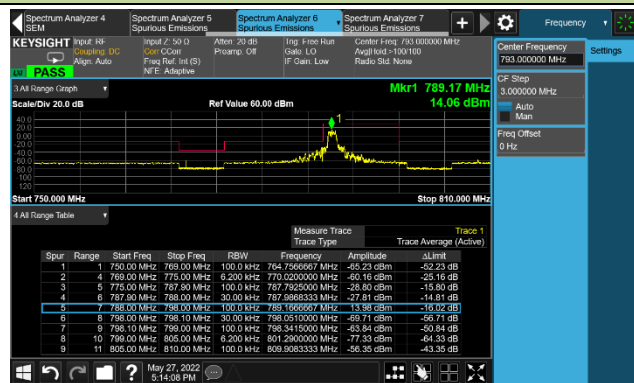 Spectrum Analyzer 4
SEM
Spectrum Analyzer 5
Spurious Emissions
Spectrum Analyzer 6
Spurious Emissions
Spectrum Analyzer 7
Spurious Emissions
+
Frequency
KEYSIGHT Input: RF
Coupling: DC
Align: Auto
Input Z: 50 Ω
Corr CCorr
Freq Ref: Int (S)
NFE: Adaptive
Atten: 20 dB
Preamp: Off
Trig: Free Run
Gate: LO
IF Gain: Low
Center Freq: 793.000000 MHz
Avg|Hold:>100/100
Radio Std: None
LXI PASS
Center Frequency
793.000000 MHz
Settings
CF Step
3.000000 MHz
Auto
Man
Freq Offset
0 Hz
3 All Range Graph
Mkr1 789.17 MHz
Scale/Div 20.0 dB
Ref Value 60.00 dBm
14.06 dBm
1
40.0
20.0
0.00
-20.0
-40.0
-60.0
-80.0
-100
-120
Start 750.000 MHz
Stop 810.000 MHz
4 All Range Table
Measure Trace Trace 1
Trace Type Trace Average (Active)
Spur Range Start Freq Stop Freq RBW Frequency Amplitude ΔLimit
1 1 750.00 MHz 769.00 MHz 100.0 kHz 764.7566667 MHz -65.23 dBm -52.23 dB
2 4 769.00 MHz 775.00 MHz 6.200 kHz 770.0200000 MHz -60.16 dBm -25.16 dB
3 5 775.00 MHz 787.90 MHz 100.0 kHz 787.7925000 MHz -28.80 dBm -15.80 dB
4 6 787.90 MHz 788.00 MHz 30.00 kHz 787.9868333 MHz -27.81 dBm -14.81 dB
5 7 788.00 MHz 798.00 MHz 100.0 kHz 789.1666667 MHz 13.98 dBm -16.02 dB
6 8 798.00 MHz 798.10 MHz 30.00 kHz 798.0510000 MHz -69.71 dBm -56.71 dB
7 9 798.10 MHz 799.00 MHz 100.0 kHz 798.3415000 MHz -63.84 dBm -50.84 dB
8 10 799.00 MHz 805.00 MHz 6.200 kHz 801.2900000 MHz -77.33 dBm -64.33 dB
9 11 805.00 MHz 810.00 MHz 100.0 kHz 809.9083333 MHz -56.35 dBm -43.35 dB
? May 27, 2022
5:14:08 PM